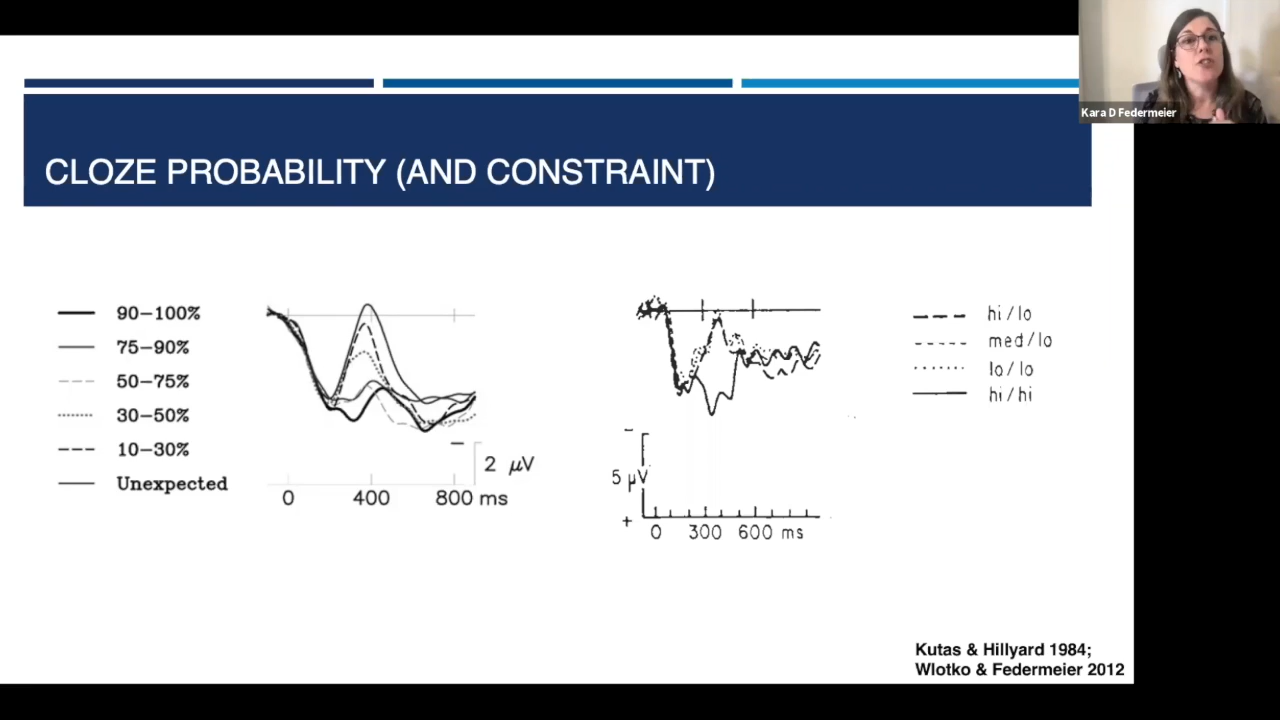 Kara D Federmeier
CLOZE PROBABILITY (AND CONSTRAINT)
90–100%
75–90%
50–75%
30–50%
10–30%
Unexpected
2 μV
0 400 800 ms
hi/lo
med/lo
lo/lo
hi/hi
–
5 μV
+
0 300 600 ms
Kutas & Hillyard 1984;
Wlotko & Federmeier 2012